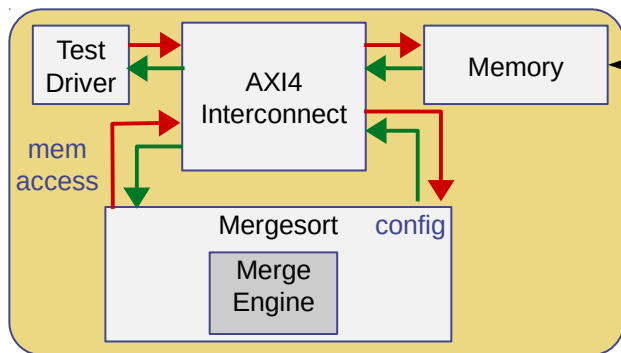 Test
Driver
AXI4
Interconnect
Memory
mem
access
Mergesort
config
Merge
Engine